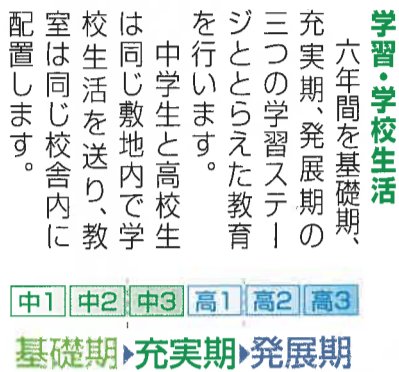 学習・学校生活
六年間を基礎期、
充実期、発展期の
三つの学習ステー
ジととらえた教育
を行います。
中学生と高校生
は同じ敷地内で学
校生活を送り、教
室は同じ校舎内に
配置します。
中1 中2 中3 高1 高2 高3
基礎期▶充実期▶発展期